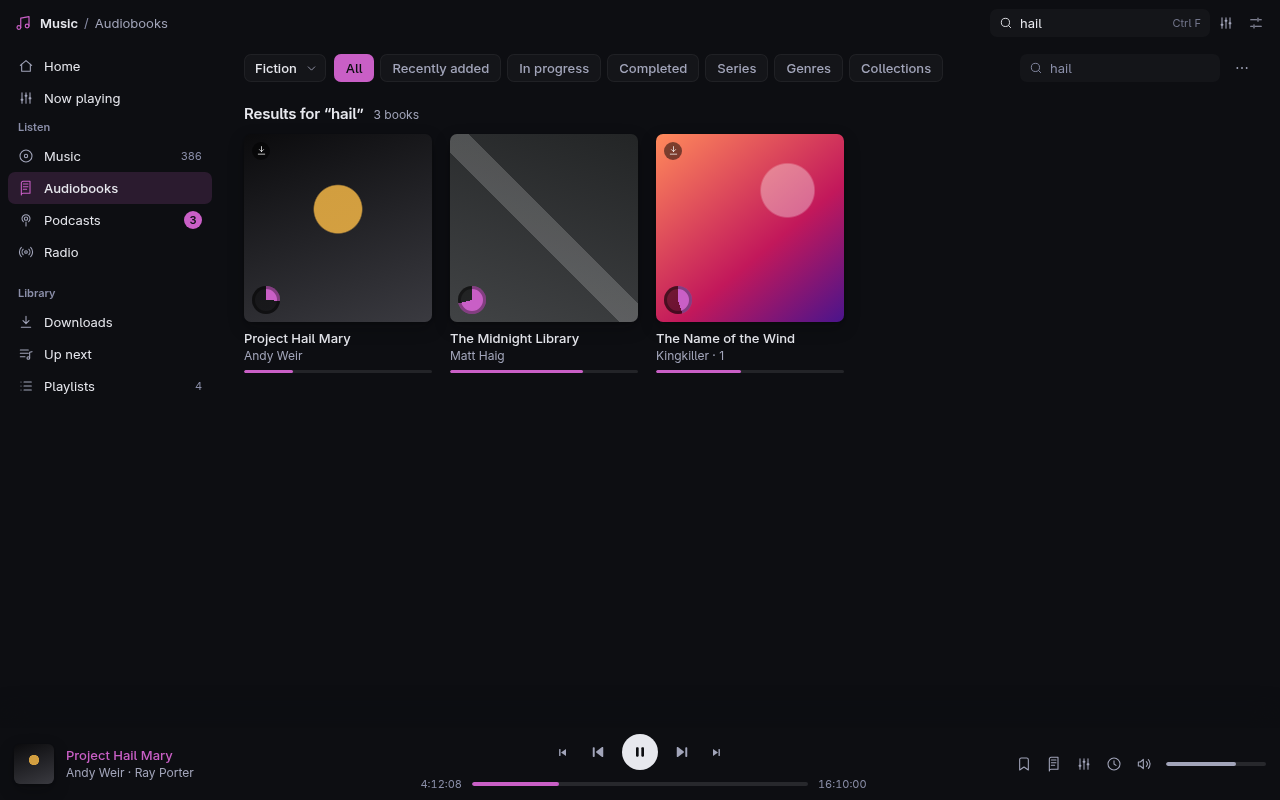 Music / Audiobooks
hail
Ctrl F
Home
Now playing
Listen
Music 386
Audiobooks
Podcasts 3
Radio
Library
Downloads
Up next
Playlists 4
Fiction All Recently added In progress Completed Series Genres Collections
hail
Results for “hail” 3 books
Project Hail Mary
Andy Weir
The Midnight Library
Matt Haig
The Name of the Wind
Kingkiller · 1
Project Hail Mary
Andy Weir · Ray Porter
4:12:08
16:10:00